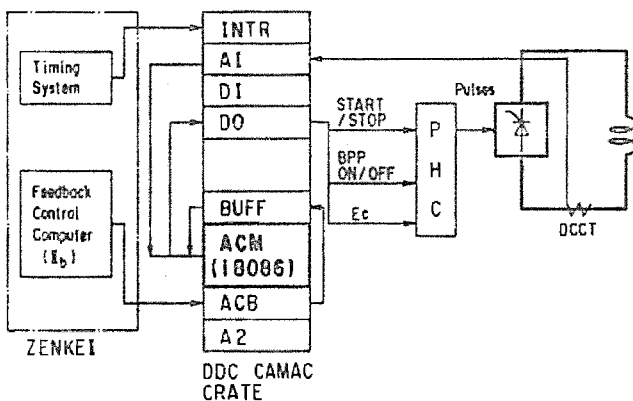 Timing
System
Feedback
Control
Computer
(IIb)
ZENKEI
INTR
AI
DI
DO
BUFF
ACM
(I8086)
ACB
A2
DDC CAMAC
CRATE
START
/STOP
BPP
ON/OFF
Ec
P
H
C
Pulses
DCCT